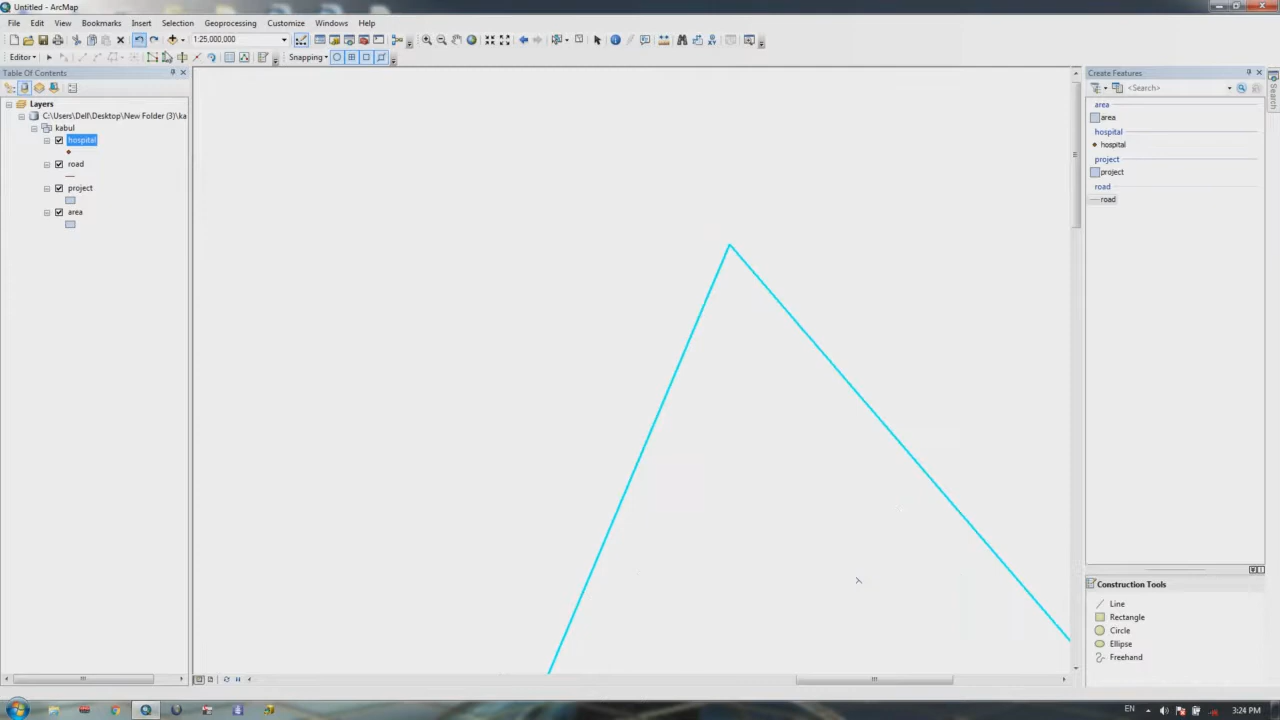 Untitled - ArcMap
File Edit View Bookmarks Insert Selection Geoprocessing Customize Windows Help
1:25,000,000
Editor Snapping
Table Of Contents
Create Features
<Search>
Search
Layers
C:\Users\Dell\Desktop\New Folder (3)\ka
kabul
hospital
road
project
area
area
area
hospital
hospital
project
project
road
road
Construction Tools
Line
Rectangle
Circle
Ellipse
Freehand
EN 3:24 PM